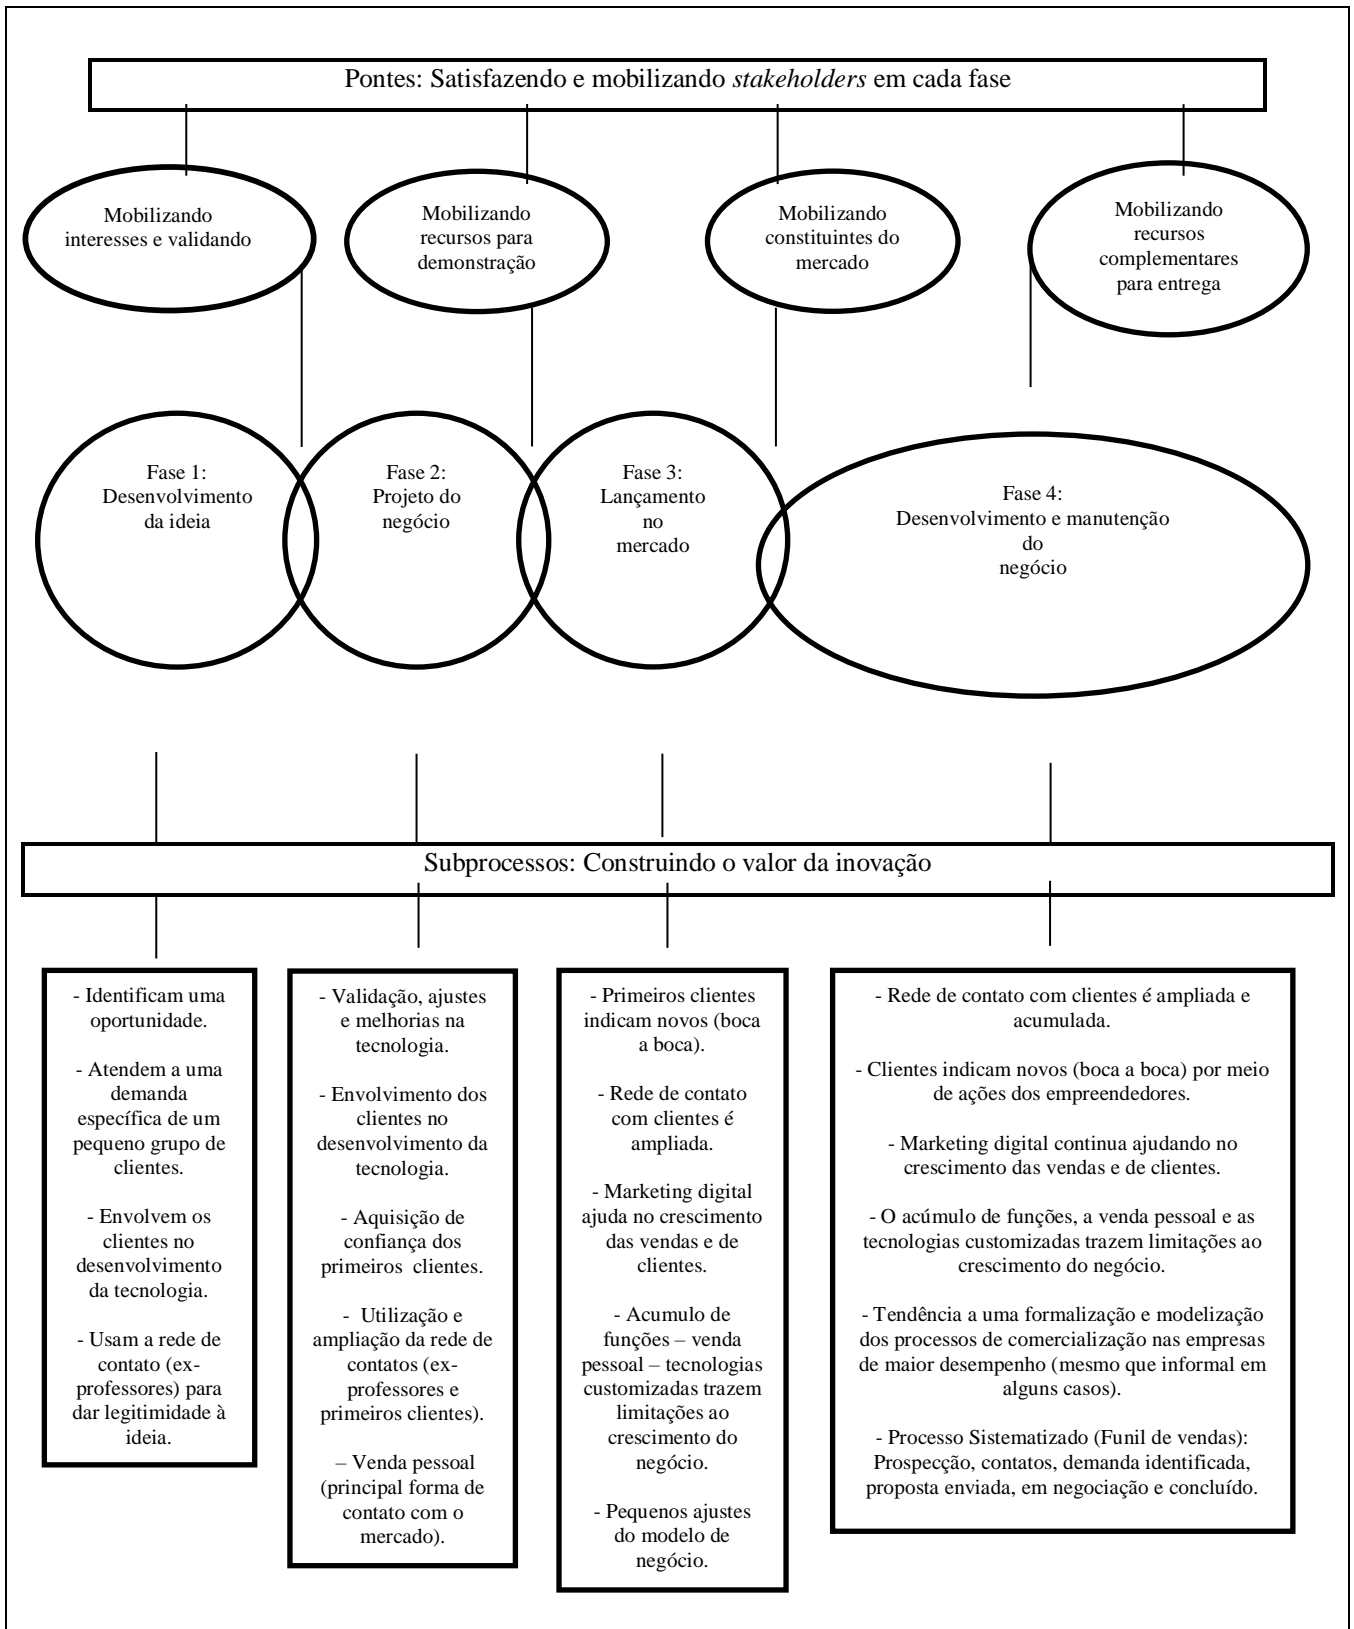 Pontes: Satisfazendo e mobilizando stakeholders em cada fase
Mobilizando
interesses e validando
Mobilizando
recursos para
demonstração
Mobilizando
constituintes do
mercado
Mobilizando
recursos
complementares
para entrega
Fase 1:
Desenvolvimento
da ideia
Fase 2:
Projeto do
negócio
Fase 3:
Lançamento
no
mercado
Fase 4:
Desenvolvimento e manutenção
do
negócio
Subprocessos: Construindo o valor da inovação
- Identificam uma
oportunidade.
- Atendem a uma
demanda
específica de um
pequeno grupo de
clientes.
- Envolvem os
clientes no
desenvolvimento
da tecnologia.
- Usam a rede de
contato (ex-
professores) para
dar legitimidade à
ideia.
- Validação, ajustes
e melhorias na
tecnologia.
- Envolvimento dos
clientes no
desenvolvimento da
tecnologia.
- Aquisição de
confiança dos
primeiros clientes.
- Utilização e
ampliação da rede de
contatos (ex-
professores e
primeiros clientes).
– Venda pessoal
(principal forma de
contato com o
mercado).
- Primeiros clientes
indicam novos (boca
a boca).
- Rede de contato
com clientes é
ampliada.
- Marketing digital
ajuda no crescimento
das vendas e de
clientes.
- Acumulo de
funções – venda
pessoal – tecnologias
customizadas trazem
limitações ao
crescimento do
negócio.
- Pequenos ajustes
do modelo de
negócio.
- Rede de contato com clientes é ampliada e
acumulada.
- Clientes indicam novos (boca a boca) por meio
de ações dos empreendedores.
- Marketing digital continua ajudando no
crescimento das vendas e de clientes.
- O acúmulo de funções, a venda pessoal e as
tecnologias customizadas trazem limitações ao
crescimento do negócio.
- Tendência a uma formalização e modelização
dos processos de comercialização nas empresas
de maior desempenho (mesmo que informal em
alguns casos).
- Processo Sistematizado (Funil de vendas):
Prospecção, contatos, demanda identificada,
proposta enviada, em negociação e concluído.